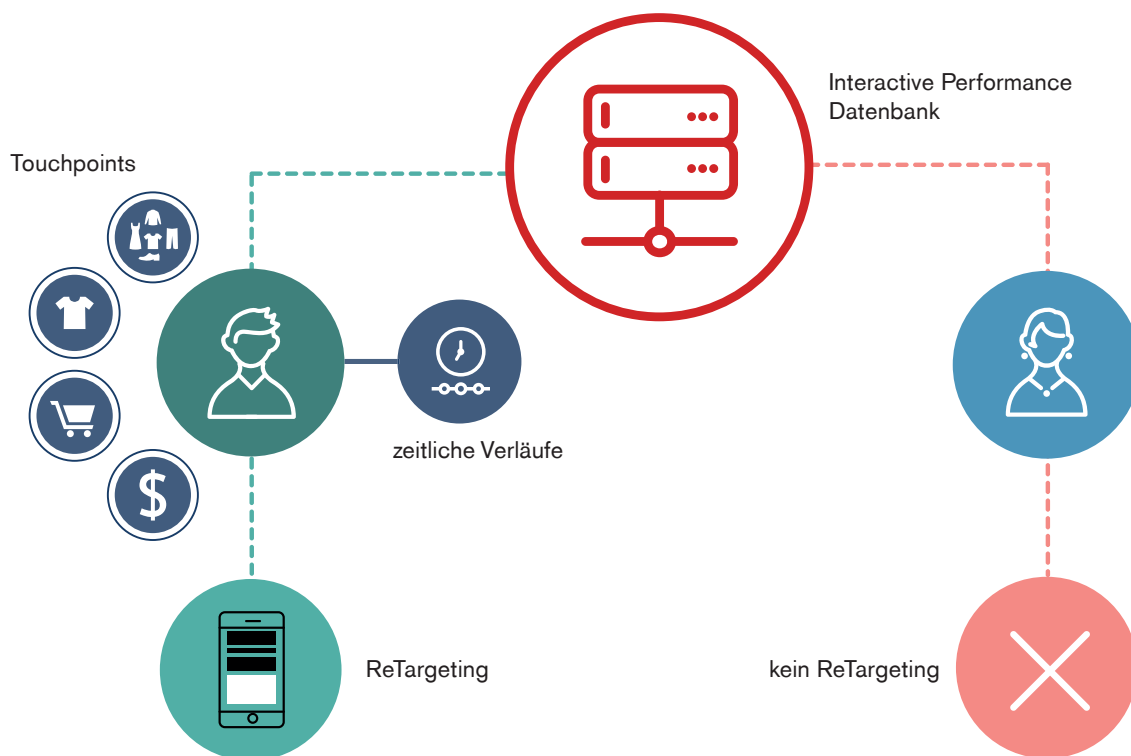 Interactive Performance
Datenbank
Touchpoints
$
zeitliche Verläufe
ReTargeting
kein ReTargeting